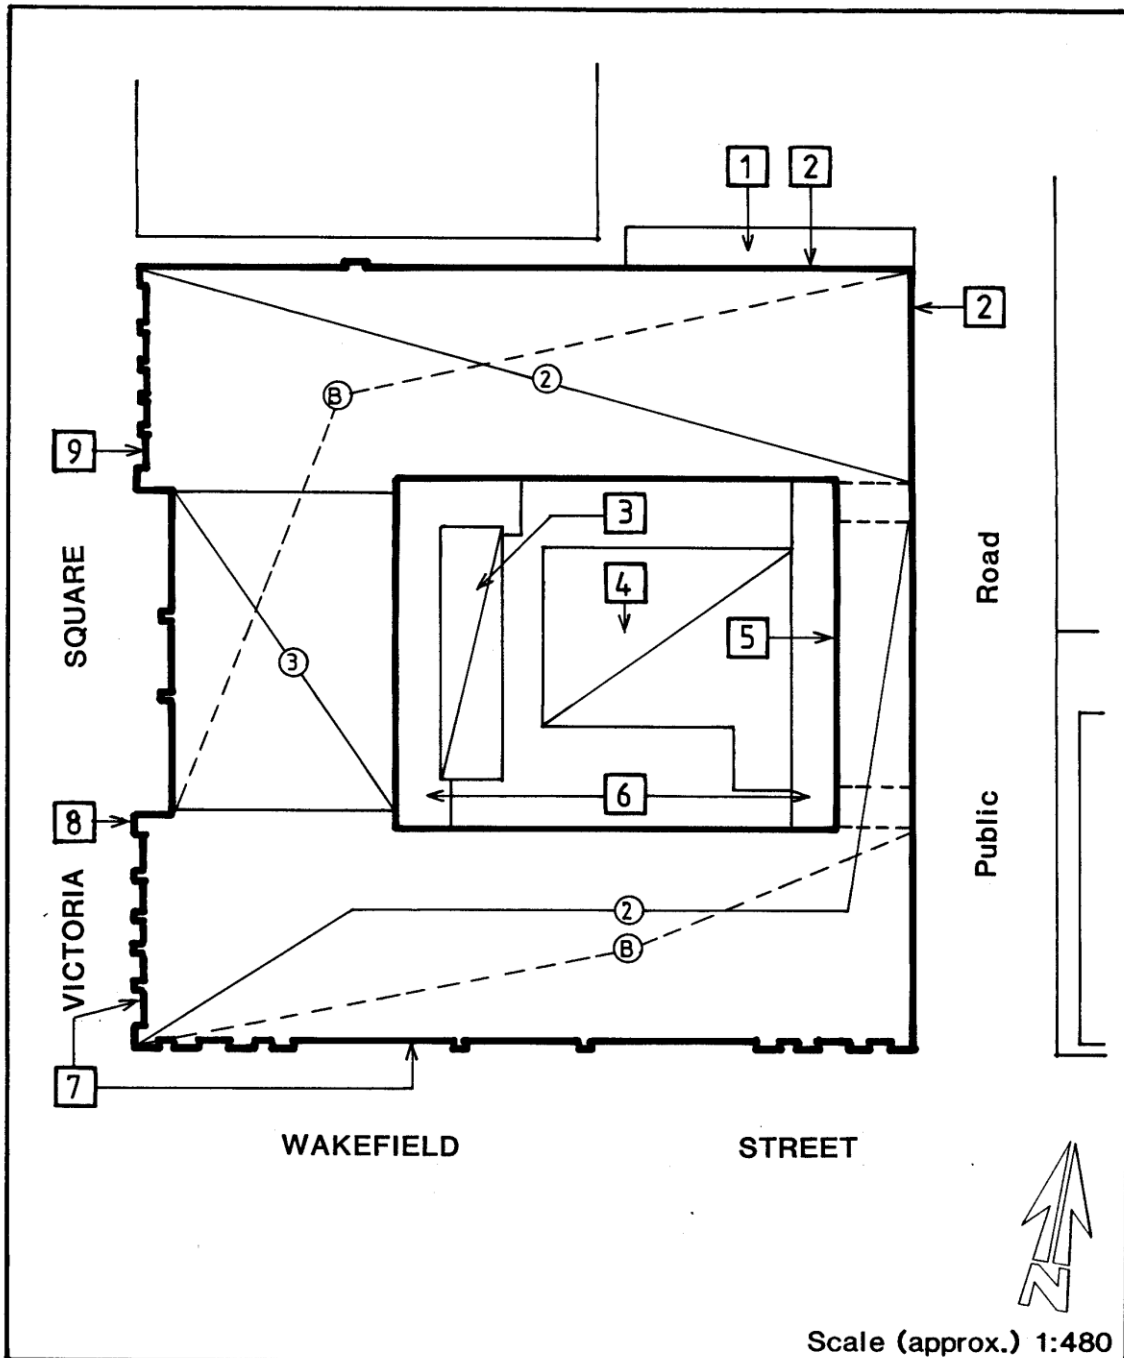 1 2
2
B 2
9
3
4
SQUARE Road
5
3
6
8
Public
VICTORIA
2
B
7
WAKEFIELD STREET
N
Scale (approx.) 1:480